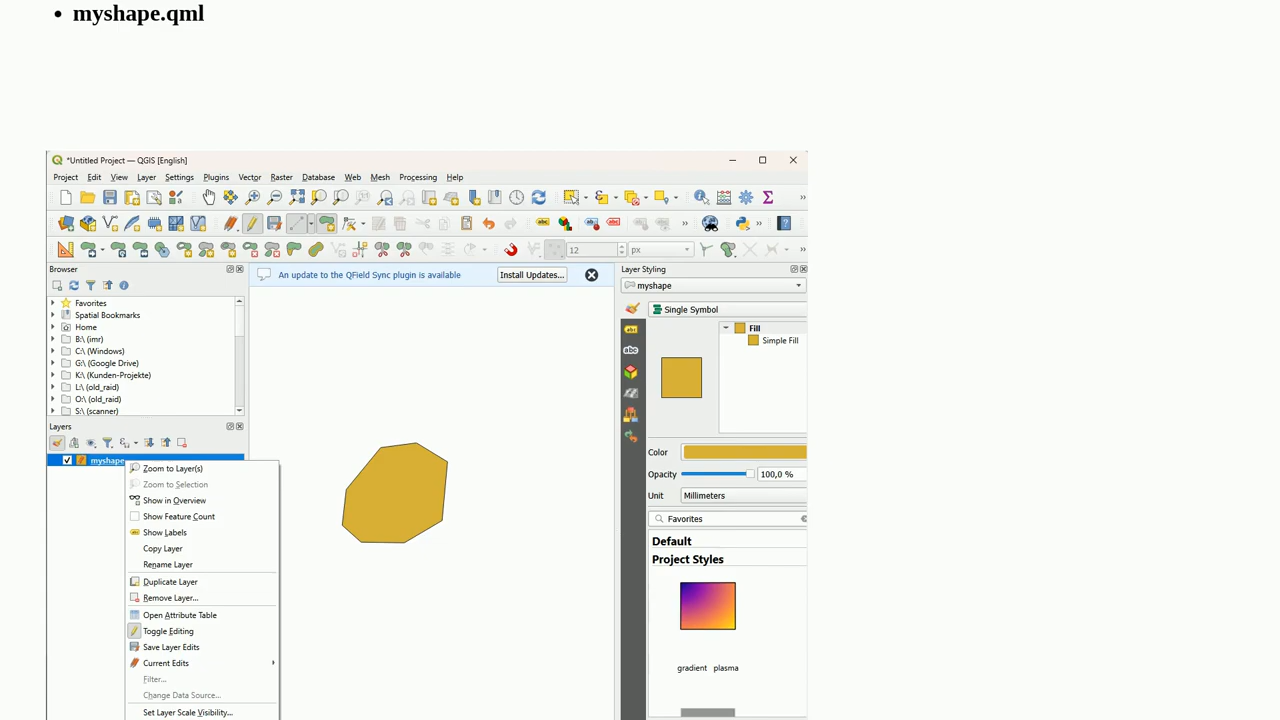 • myshape.qml
*Untitled Project — QGIS [English]
Project Edit View Layer Settings Plugins Vector Raster Database Web Mesh Processing Help
12 px
Browser
Favorites
Spatial Bookmarks
Home
B:\ (imr)
C:\ (Windows)
G:\ (Google Drive)
K:\ (Kunden-Projekte)
L:\ (old_raid)
O:\ (old_raid)
S:\ (scanner)
Layers
myshape
Zoom to Layer(s)
Zoom to Selection
Show in Overview
Show Feature Count
Show Labels
Copy Layer
Rename Layer
Duplicate Layer
Remove Layer...
Open Attribute Table
Toggle Editing
Save Layer Edits
Current Edits
Filter...
Change Data Source...
Set Layer Scale Visibility...
An update to the QField Sync plugin is available Install Updates...
Layer Styling
myshape
Single Symbol
Fill
Simple Fill
Color
Opacity 100,0 %
Unit Millimeters
Favorites
Default
Project Styles
gradient plasma